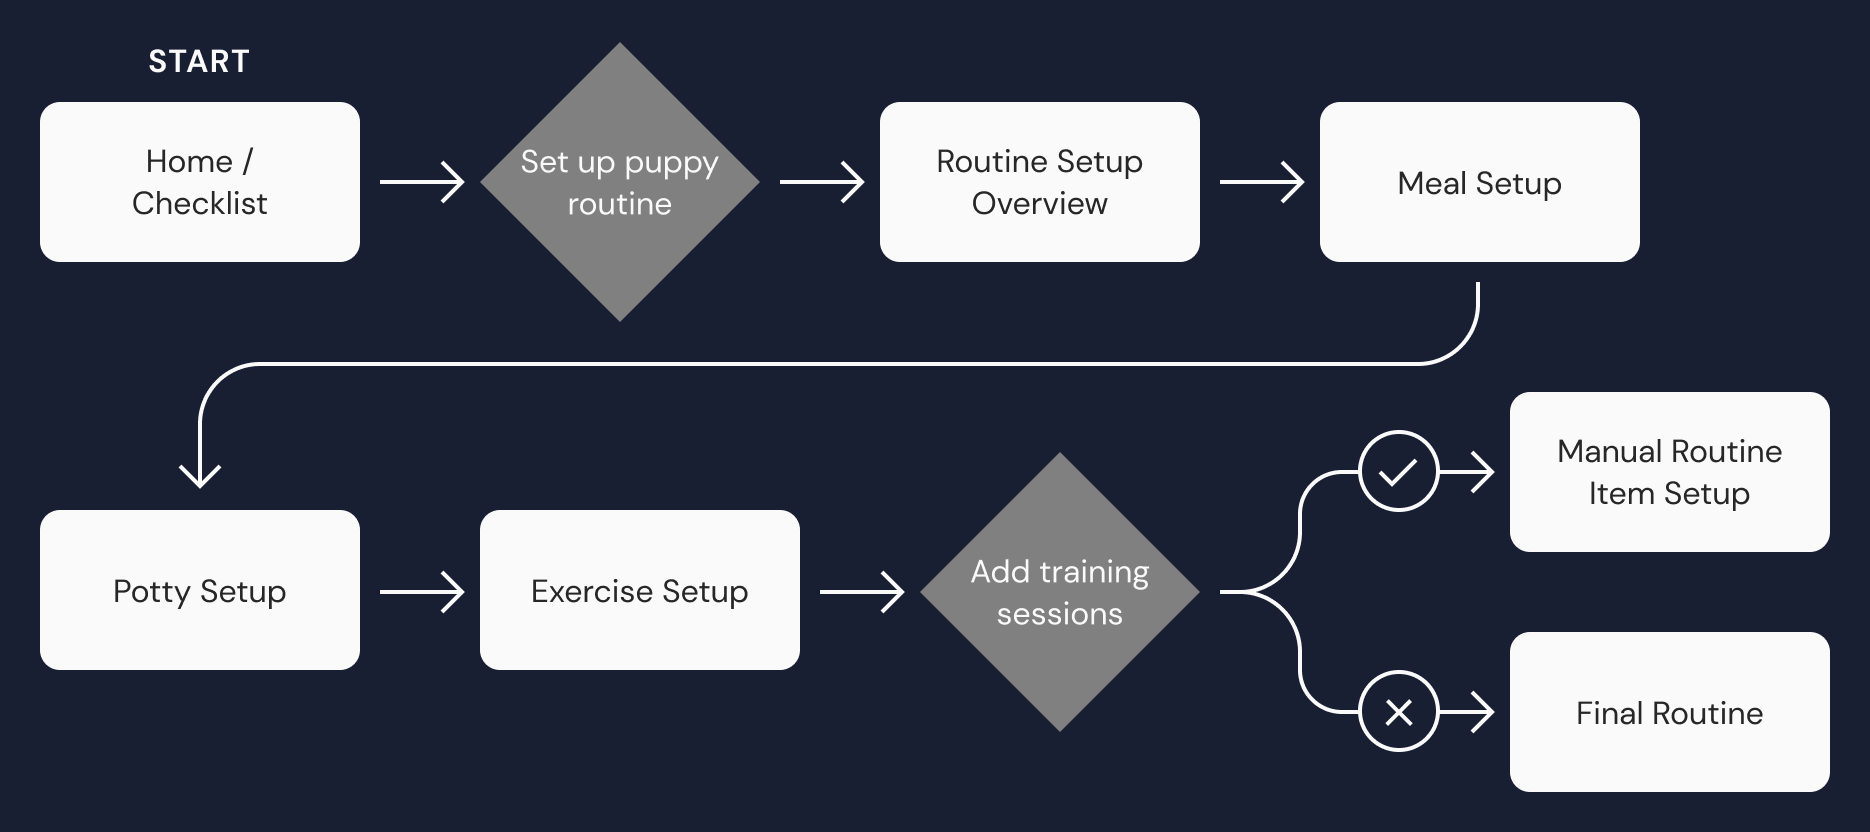 START
Home /
Checklist
Set up puppy
routine
Routine Setup
Overview
Meal Setup
Potty Setup
Exercise Setup
Add training
sessions
Manual Routine
Item Setup
Final Routine